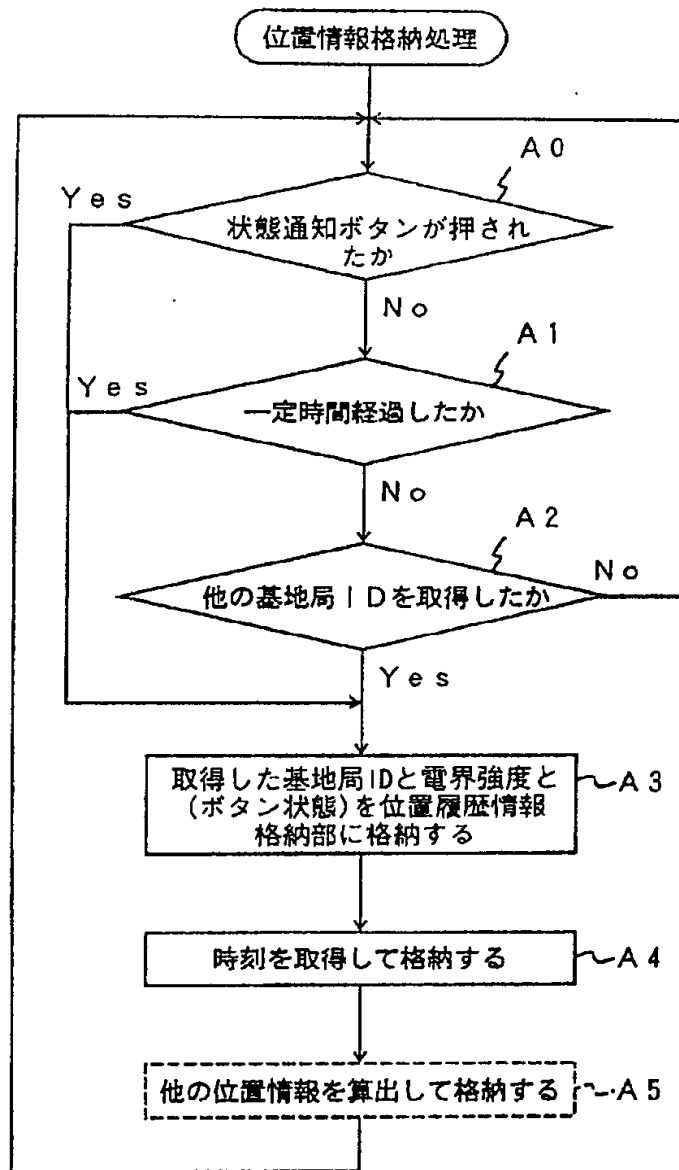 位置情報格納処理
A0
Yes
状態通知ボタンが押され
たか
No
A1
Yes
一定時間経過したか
No
A2
No
他の基地局IDを取得したか
Yes
取得した基地局IDと電界強度と
(ボタン状態)を位置履歴情報
格納部に格納する
A3
時刻を取得して格納する
A4
他の位置情報を算出して格納する
A5